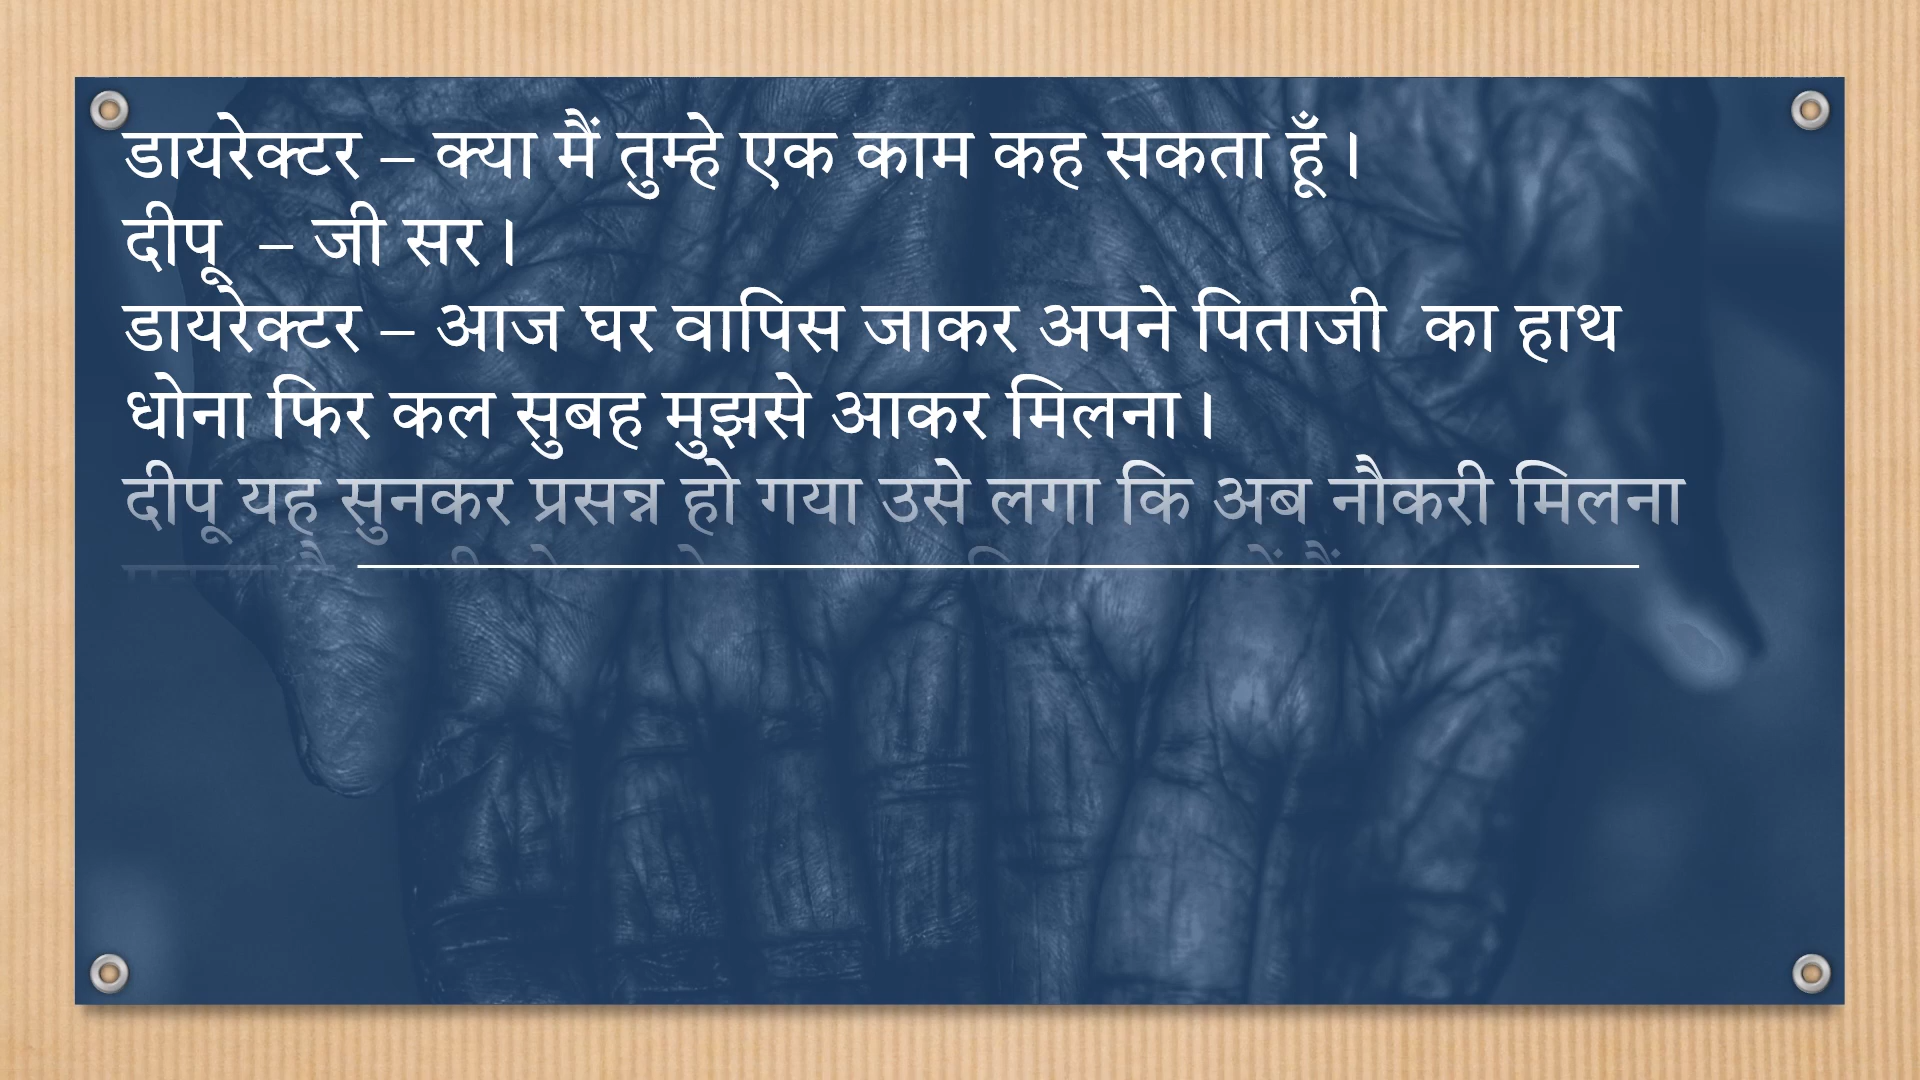 डायरेक्टर – क्या मैं तुम्हे एक काम कह सकता हूँ।
दीपू – जी सर।
डायरेक्टर – आज घर वापिस जाकर अपने पिताजी का हाथ
धोना फिर कल सुबह मुझसे आकर मिलना।
दीपू यह सुनकर प्रसन्न हो गया उसे लगा कि अब नौकरी मिलना